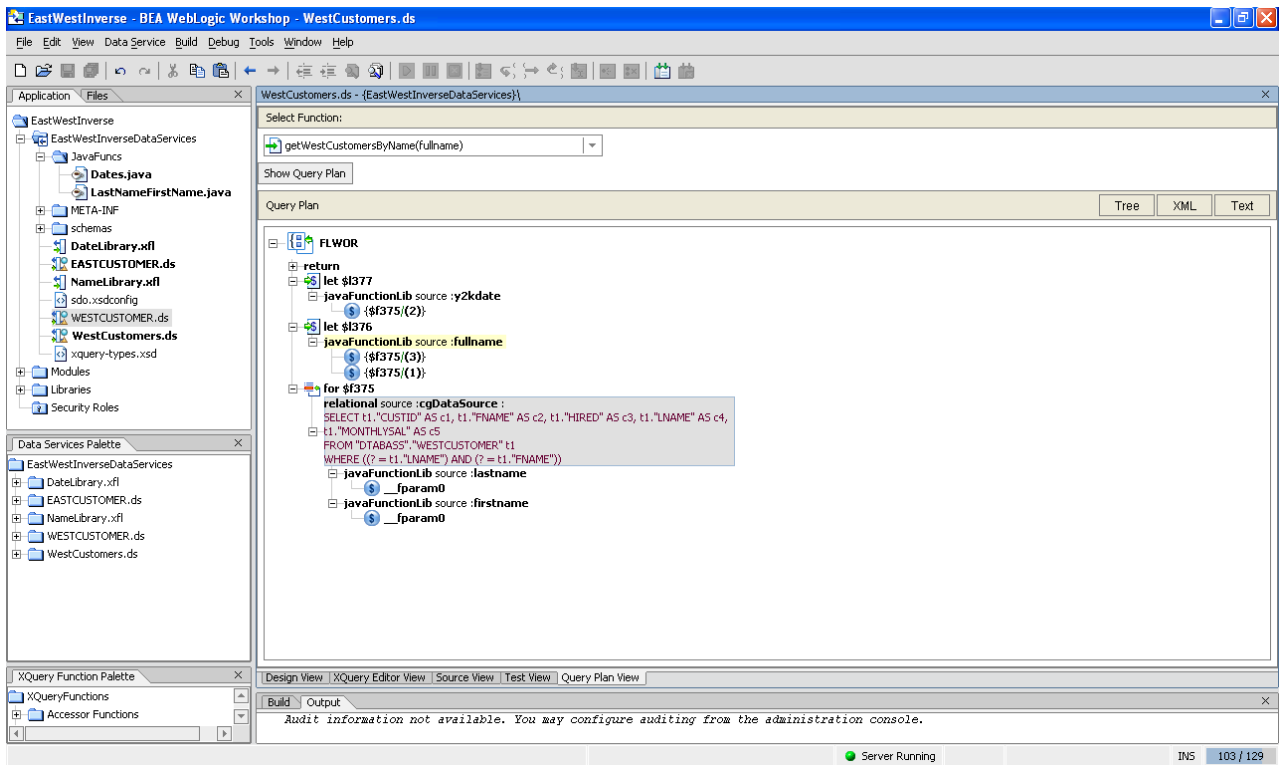 EastWestInverse - BEA WebLogic Workshop - WestCustomers.ds
File Edit View Data Service Build Debug Tools Window Help
Application Files
EastWestInverse
EastWestInverseDataServices
JavaFuncs
Dates.java
LastNameFirstName.java
META-INF
schemas
DateLibrary.xfl
EASTCUSTOMER.ds
NameLibrary.xfl
sdo.xsdconfig
WESTCUSTOMER.ds
WestCustomers.ds
xquery-types.xsd
Modules
Libraries
Security Roles
Data Services Palette
EastWestInverseDataServices
DateLibrary.xfl
EASTCUSTOMER.ds
NameLibrary.xfl
WESTCUSTOMER.ds
WestCustomers.ds
XQuery Function Palette
XQueryFunctions
Accessor Functions
WestCustomers.ds - {EastWestInverseDataServices}\
Select Function:
getWestCustomersByName(fullname)
Show Query Plan
Query Plan Tree XML Text
FLWOR
return
let $l377
javaFunctionLib source :y2kdate
{$f375/(2)}
let $l376
javaFunctionLib source :fullname
{$f375/(3)}
{$f375/(1)}
for $f375
relational source :cgDataSource :
SELECT t1."CUSTID" AS c1, t1."FNAME" AS c2, t1."HIRED" AS c3, t1."LNAME" AS c4,
t1."MONTHLYSAL" AS c5
FROM "DTABASS"."WESTCUSTOMER" t1
WHERE ((? = t1."LNAME") AND (? = t1."FNAME"))
javaFunctionLib source :lastname
__fparam0
javaFunctionLib source :firstname
__fparam0
Design View XQuery Editor View Source View Test View Query Plan View
Build Output
Audit information not available. You may configure auditing from the administration console.
Server Running INS 103 / 129